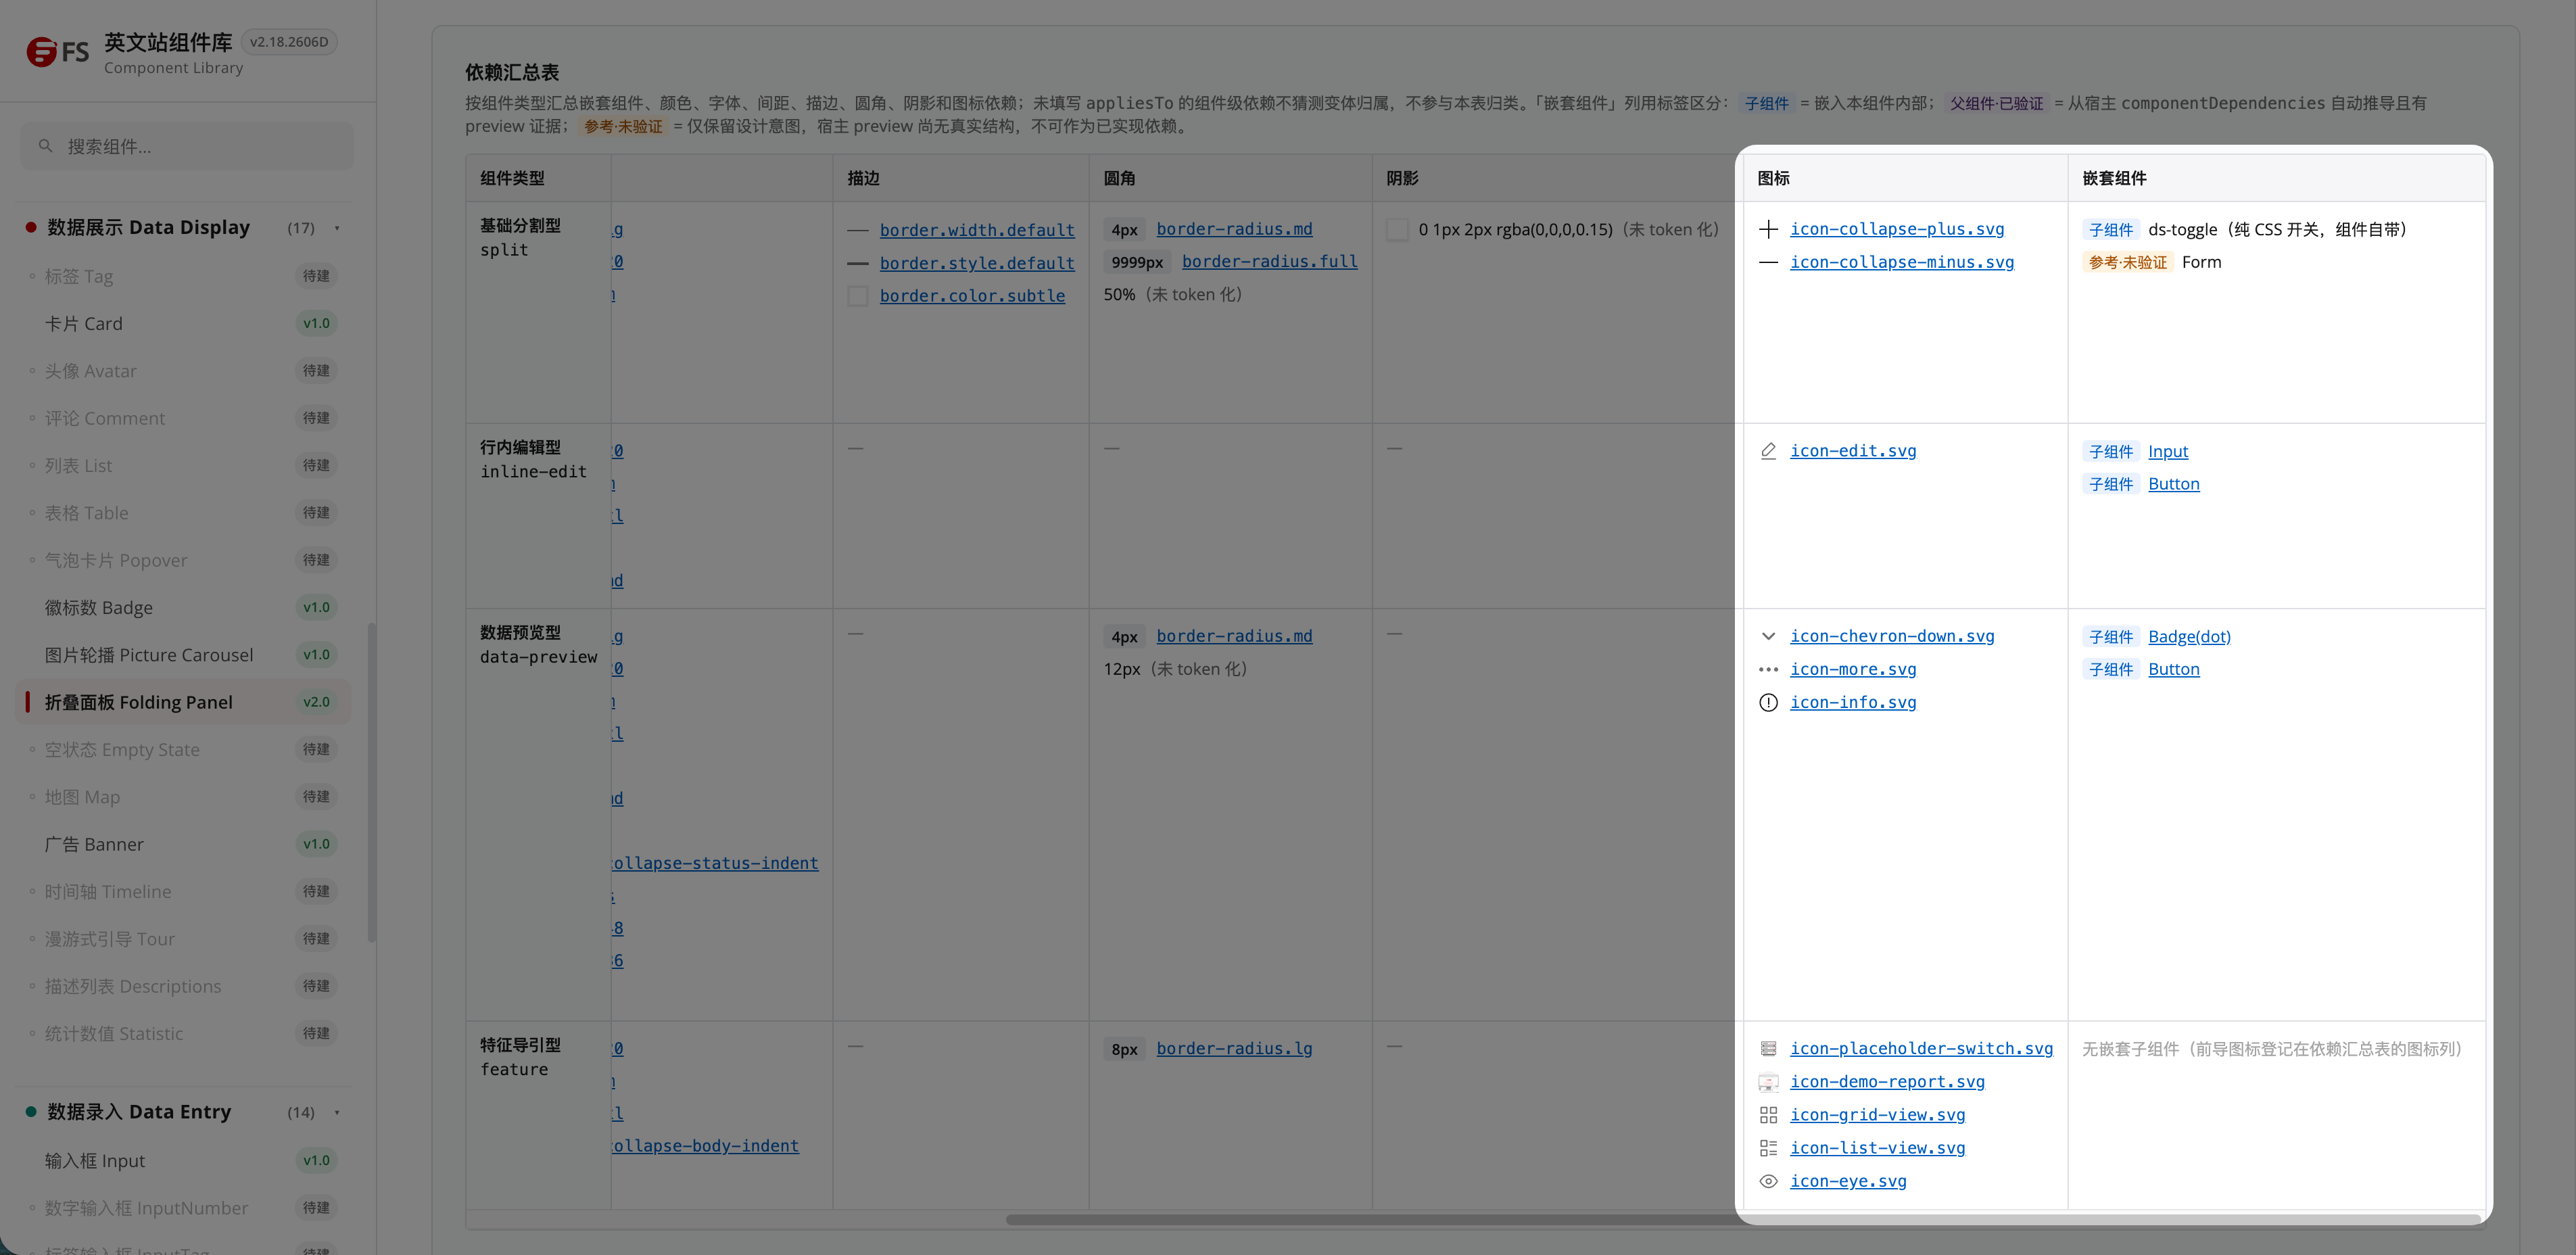 FS
英文站组件库 v2.18.2606D
Component Library
搜索组件...
数据展示 Data Display (17)
标签 Tag 待建
卡片 Card v1.0
头像 Avatar 待建
评论 Comment 待建
列表 List 待建
表格 Table 待建
气泡卡片 Popover 待建
徽标数 Badge v1.0
图片轮播 Picture Carousel v1.0
折叠面板 Folding Panel v2.0
空状态 Empty State 待建
地图 Map 待建
广告 Banner v1.0
时间轴 Timeline 待建
漫游式引导 Tour 待建
描述列表 Descriptions 待建
统计数值 Statistic 待建
数据录入 Data Entry (14)
输入框 Input v1.0
数字输入框 InputNumber 待建
依赖汇总表
按组件类型汇总嵌套组件、颜色、字体、间距、描边、圆角、阴影和图标依赖；未填写 appliesTo 的组件级依赖不猜测变体归属，不参与本表归类。「嵌套组件」列用标签区分： 子组件 = 嵌入本组件内部； 父组件·已验证 = 从宿主 componentDependencies 自动推导且有
preview 证据； 参考·未验证 = 仅保留设计意图，宿主 preview 尚无真实结构，不可作为已实现依赖。
组件类型 描边 圆角 阴影 图标 嵌套组件
基础分割型
split
border.width.default
border.style.default
border.color.subtle
4px border-radius.md
9999px border-radius.full
50%（未 token 化）
0 1px 2px rgba(0,0,0,0.15)（未 token 化）
icon-collapse-plus.svg
icon-collapse-minus.svg
子组件 ds-toggle（纯 CSS 开关，组件自带）
参考·未验证 Form
行内编辑型
inline-edit
—
—
—
icon-edit.svg
子组件 Input
子组件 Button
数据预览型
data-preview
ollapse-status-indent
—
4px border-radius.md
12px（未 token 化）
—
icon-chevron-down.svg
icon-more.svg
icon-info.svg
子组件 Badge(dot)
子组件 Button
特征导引型
feature
ollapse-body-indent
—
8px border-radius.lg
—
icon-placeholder-switch.svg
icon-demo-report.svg
icon-grid-view.svg
icon-list-view.svg
icon-eye.svg
无嵌套子组件（前导图标登记在依赖汇总表的图标列）